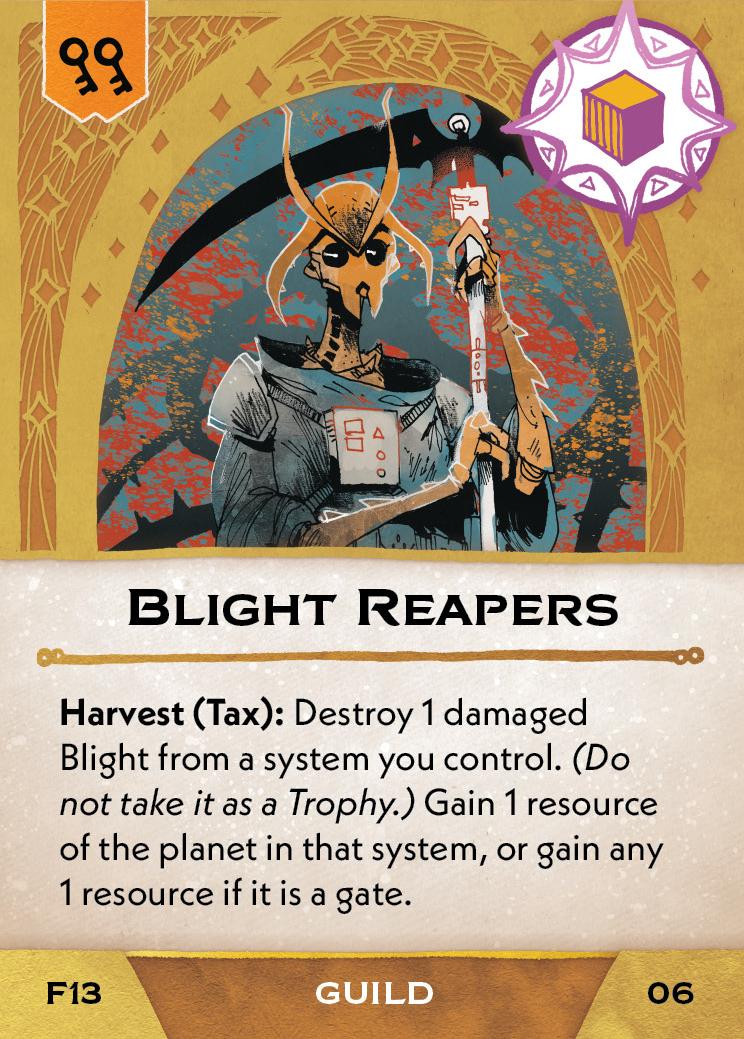 Blight Reapers
Harvest (Tax): Destroy 1 damaged
Blight from a system you control. (Do
not take it as a Trophy.) Gain 1 resource
of the planet in that system, or gain any
1 resource if it is a gate.
F13 GUILD 06